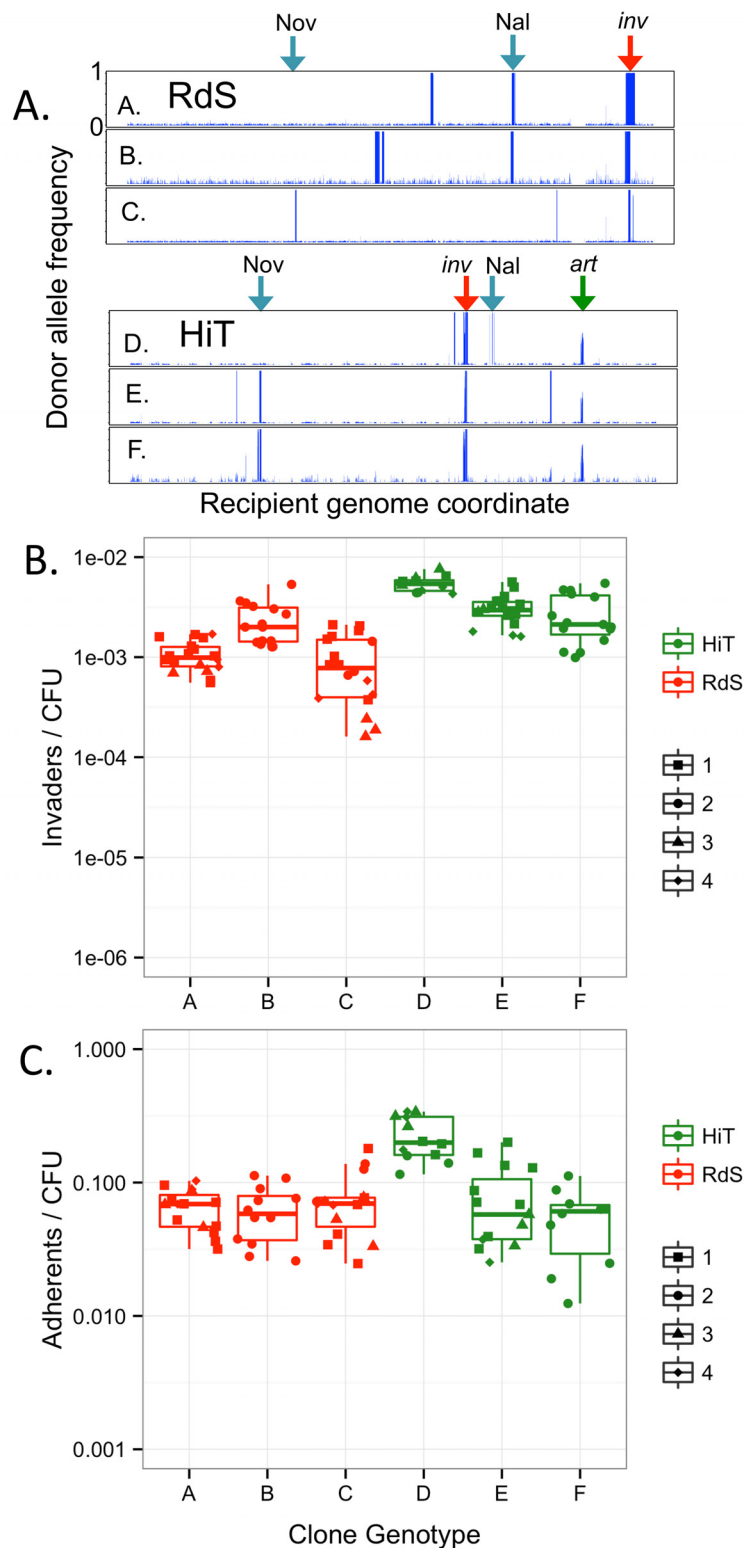 Nov Nal inv
A.
1
A. RdS
0
B.
C.
Donor allele frequency
Nov inv Nal art
D. HiT
E.
F.
Recipient genome coordinate
B.
1e-02
1e-03
1e-04
1e-05
1e-06
Invaders / CFU
A B C D E F
HiT
RdS
1
2
3
4
C.
1.000
0.100
0.010
0.001
Adherents / CFU
A B C D E F
Clone Genotype
HiT
RdS
1
2
3
4